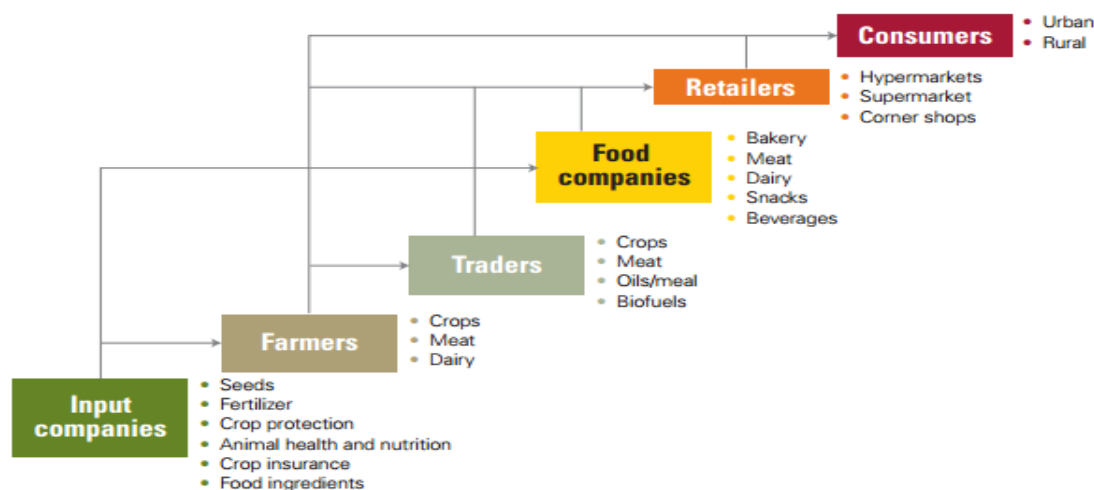 Consumers
• Urban
• Rural
Retailers
• Hypermarkets
• Supermarket
• Corner shops
Food
companies
• Bakery
• Meat
• Dairy
• Snacks
• Beverages
Traders
• Crops
• Meat
• Oils/meal
• Biofuels
Farmers
• Crops
• Meat
• Dairy
Input
companies
• Seeds
• Fertilizer
• Crop protection
• Animal health and nutrition
• Crop insurance
• Food ingredients